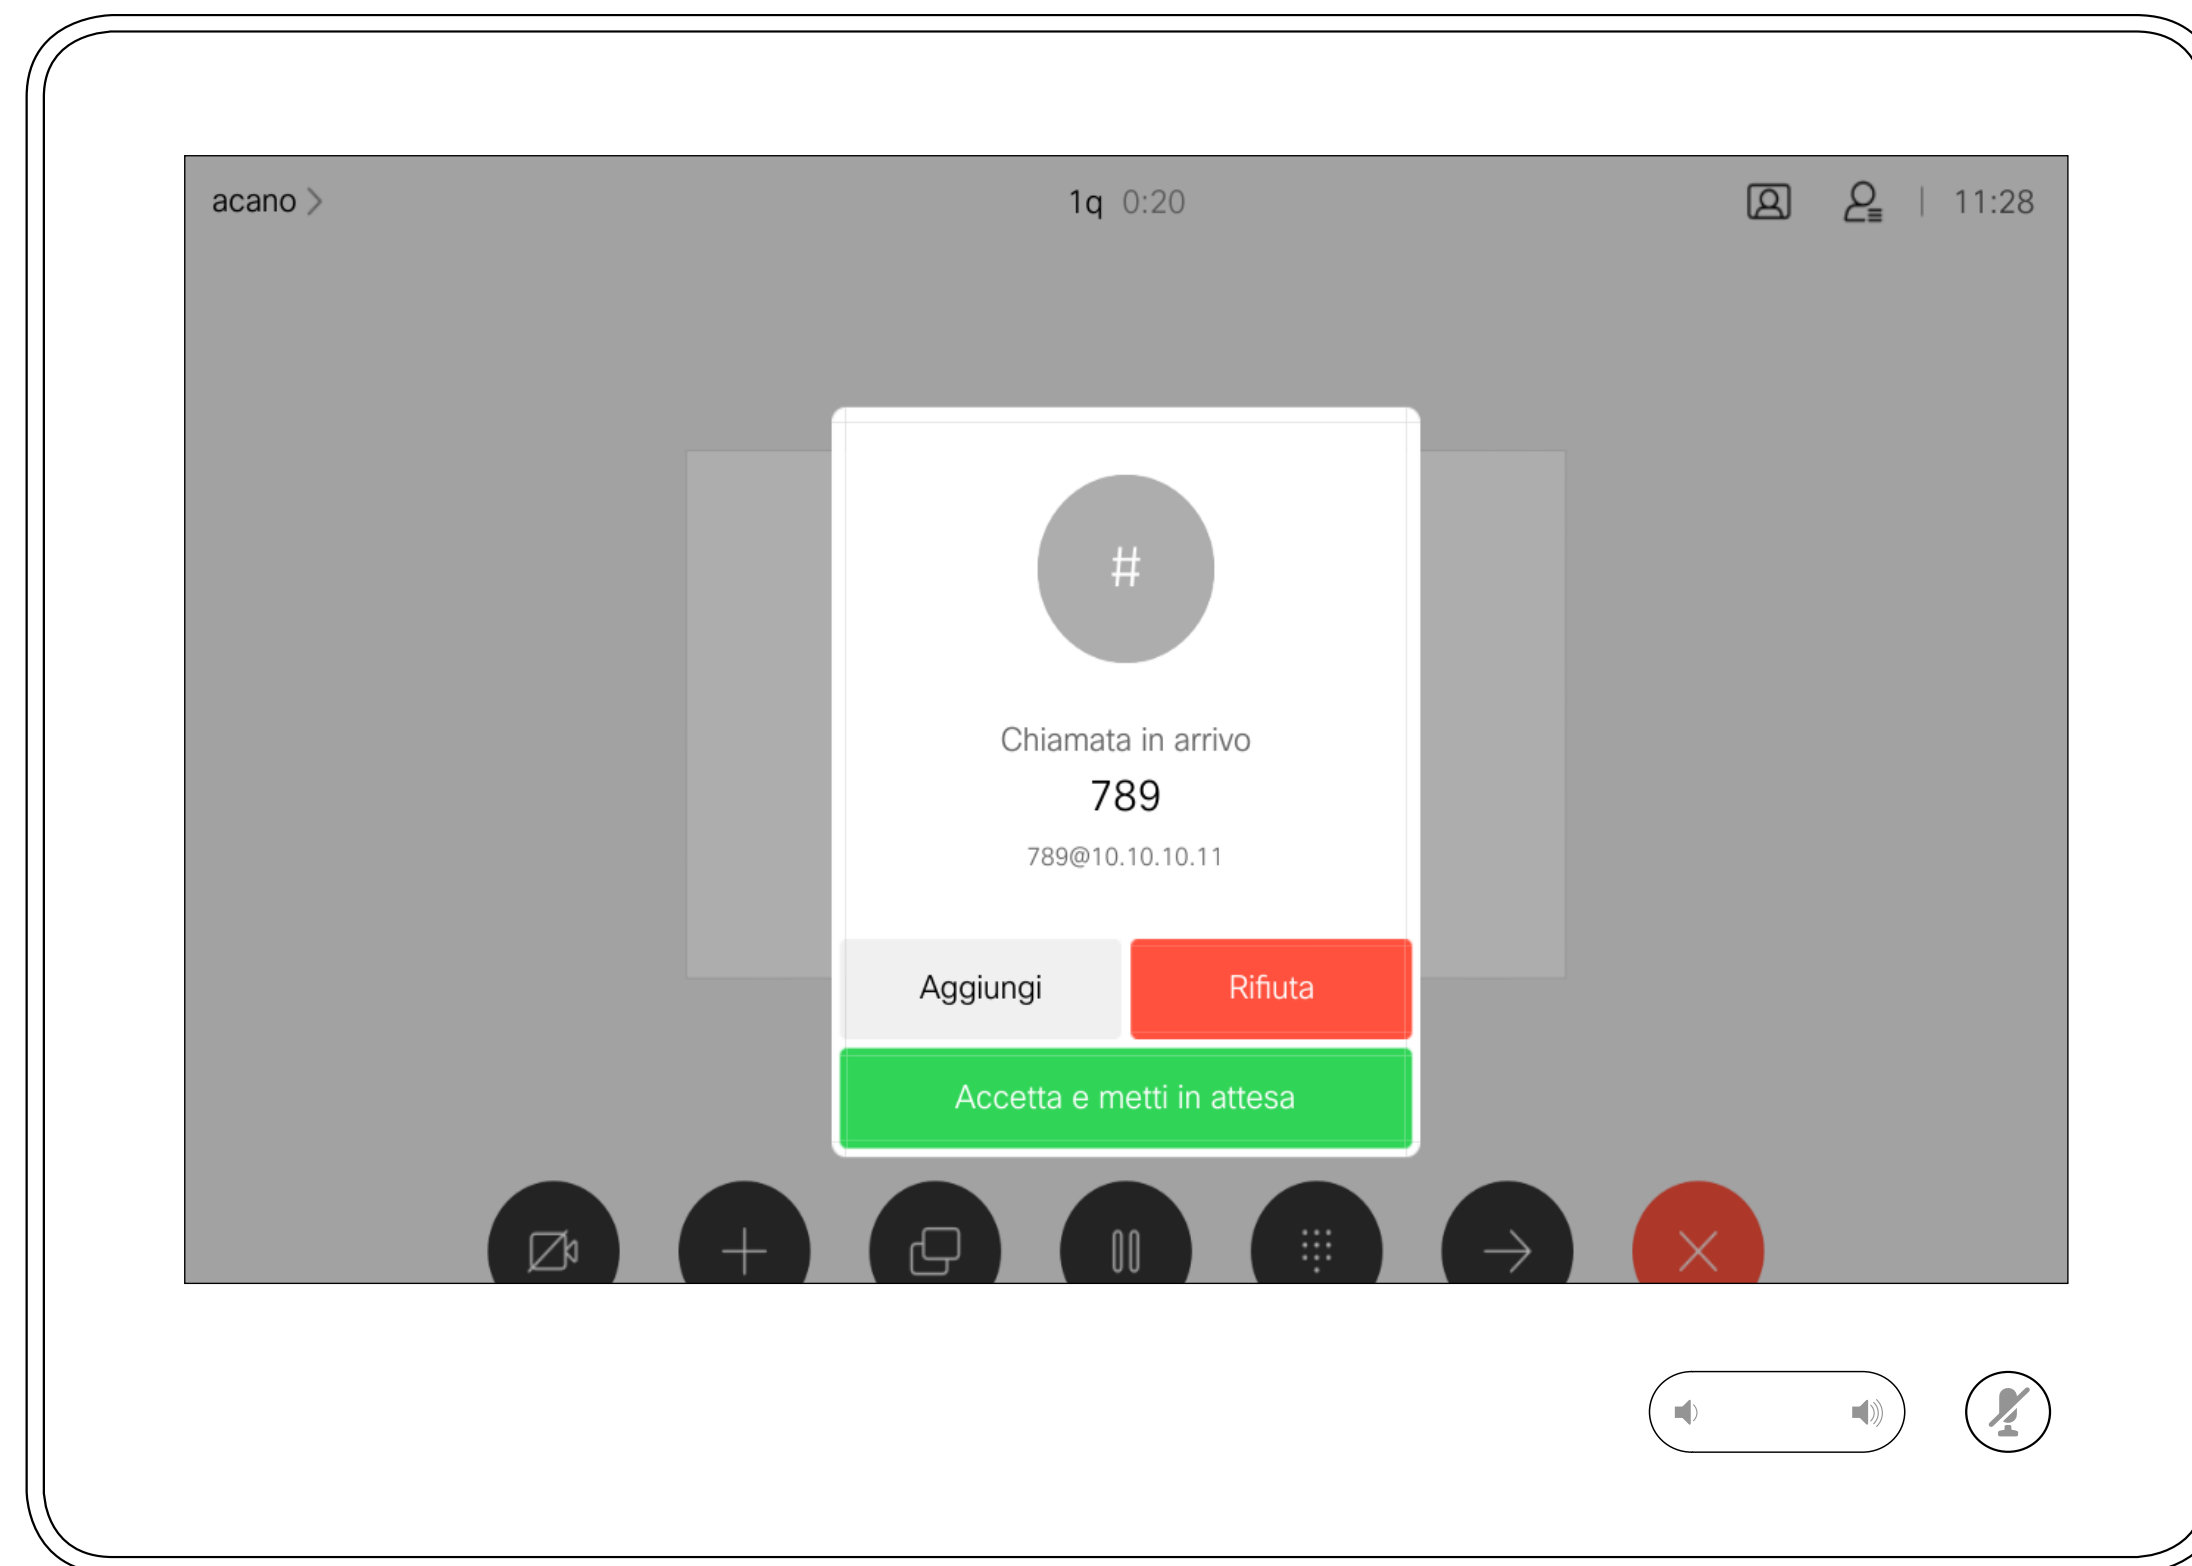 acano
1q 0:20
11:28
#
Chiamata in arrivo
789
789@10.10.10.11
Aggiungi
Rifiuta
Accetta e metti in attesa